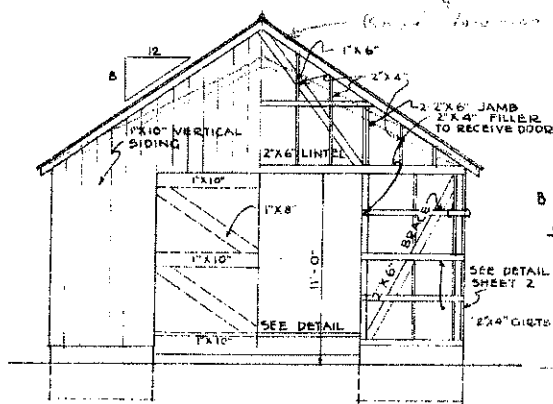 12
8
1"X6"
2"X4"
2-2"X6" JAMB
2"X4" FILLER
TO RECEIVE DOOR
1"X10" VERTICAL
SIDING
2"X6" LINTEL
1"X10"
1"X8"
11'-0"
2"X6" BRACE
B
1"X10"
SEE DETAIL
SHEET 2
SEE DETAIL
2"X4" GIRTS
1"X10"